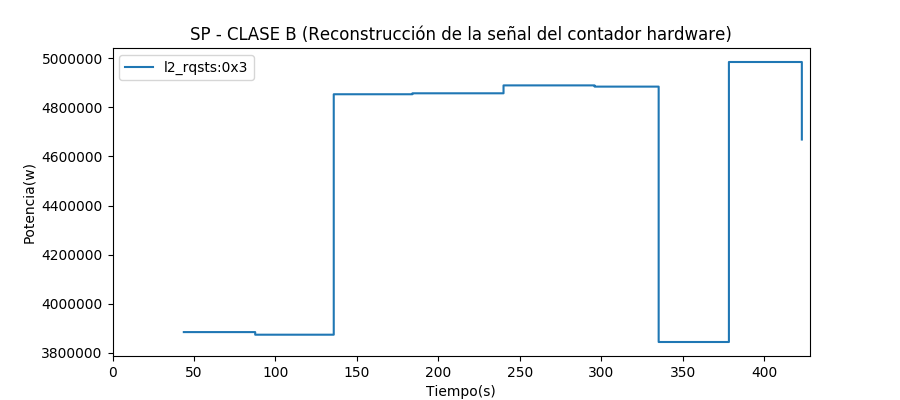 SP - CLASE B (Reconstrucción de la señal del contador hardware)
l2_rqsts:0x3
Potencia(w)
5000000
4800000
4600000
4400000
4200000
4000000
3800000
0 50 100 150 200 250 300 350 400
Tiempo(s)